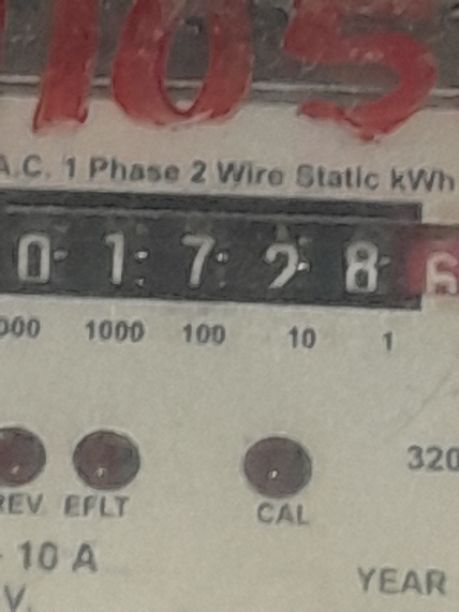 105
A.C. 1 Phase 2 Wire Static kWh
0 1 7 2 8 6
000 1000 100 10 1
320
REV EFLT CAL
- 10 A
YEAR
V.